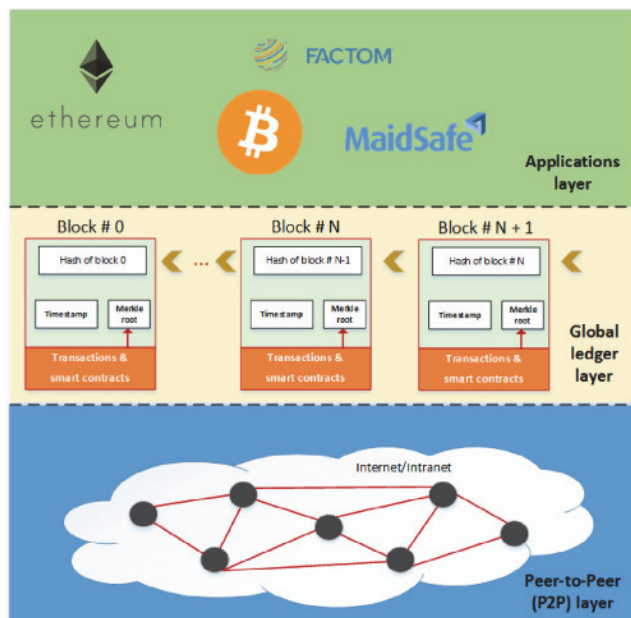 ethereum
FACTOM
MaidSafe
Applications
layer
Block # 0
Block # N
Block # N + 1
Hash of block 0
...
Hash of block # N-1
Hash of block # N
Timestamp
Merkle
root
Timestamp
Merkle
root
Timestamp
Merkle
root
Transactions &
smart contracts
Transactions &
smart contracts
Transactions &
smart contracts
Global
ledger
layer
Internet/Intranet
Peer-to-Peer
(P2P) layer